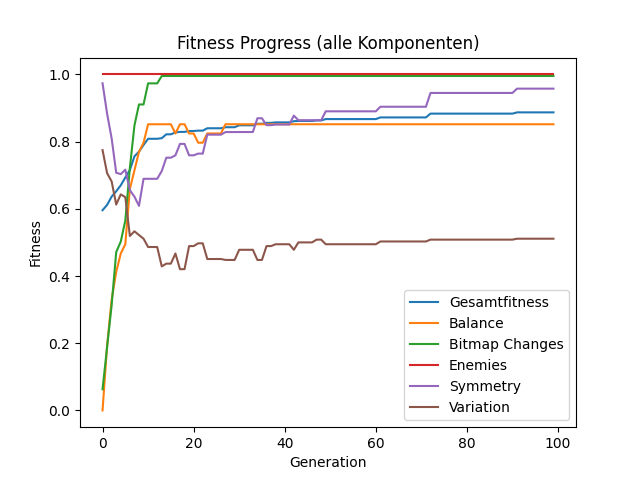 Fitness Progress (alle Komponenten)
Fitness
1.0
0.8
0.6
0.4
0.2
0.0
0 20 40 60 80 100
Generation
Gesamtfitness
Balance
Bitmap Changes
Enemies
Symmetry
Variation